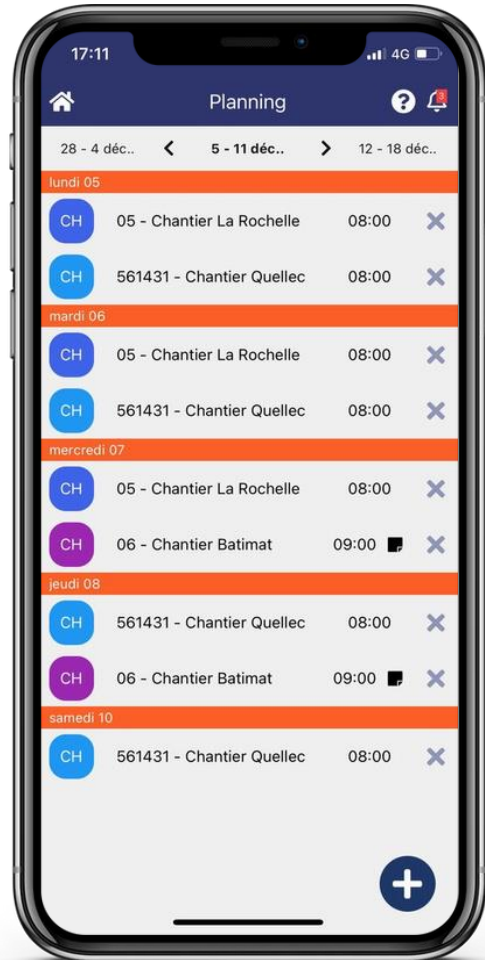 17:11 4G
Planning ? 3
28 - 4 déc.. 5 - 11 déc.. 12 - 18 déc..
lundi 05
CH 05 - Chantier La Rochelle 08:00
CH 561431 - Chantier Quellec 08:00
mardi 06
CH 05 - Chantier La Rochelle 08:00
CH 561431 - Chantier Quellec 08:00
mercredi 07
CH 05 - Chantier La Rochelle 08:00
CH 06 - Chantier Batimat 09:00
jeudi 08
CH 561431 - Chantier Quellec 08:00
CH 06 - Chantier Batimat 09:00
samedi 10
CH 561431 - Chantier Quellec 08:00